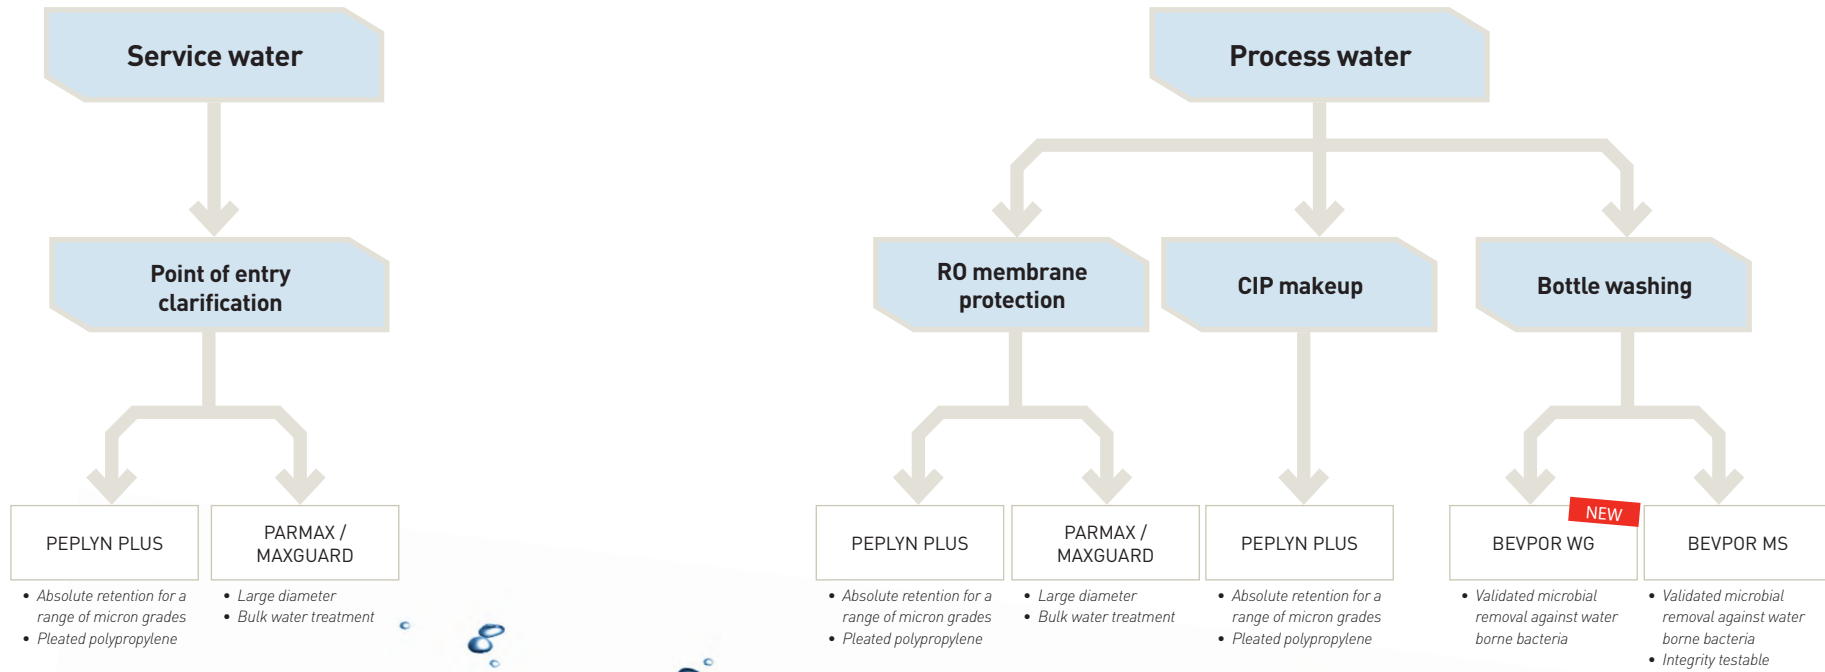 Service water
Process water
Point of entry
clarification
RO membrane
protection
CIP makeup
Bottle washing
PEPLYN PLUS
• Absolute retention for a
range of micron grades
• Pleated polypropylene
PARMAX /
MAXGUARD
• Large diameter
• Bulk water treatment
PEPLYN PLUS
• Absolute retention for a
range of micron grades
• Pleated polypropylene
PARMAX /
MAXGUARD
• Large diameter
• Bulk water treatment
PEPLYN PLUS
• Absolute retention for a
range of micron grades
• Pleated polypropylene
NEW
BEVPOR WG
• Validated microbial
removal against water
borne bacteria
BEVPOR MS
• Validated microbial
removal against water
borne bacteria
• Integrity testable